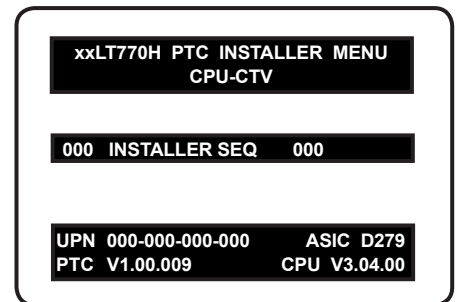 xxLT770H PTC INSTALLER MENU
CPU-CTV
000 INSTALLER SEQ 000
UPN 000-000-000-000 ASIC D279
PTC V1.00.009 CPU V3.04.00